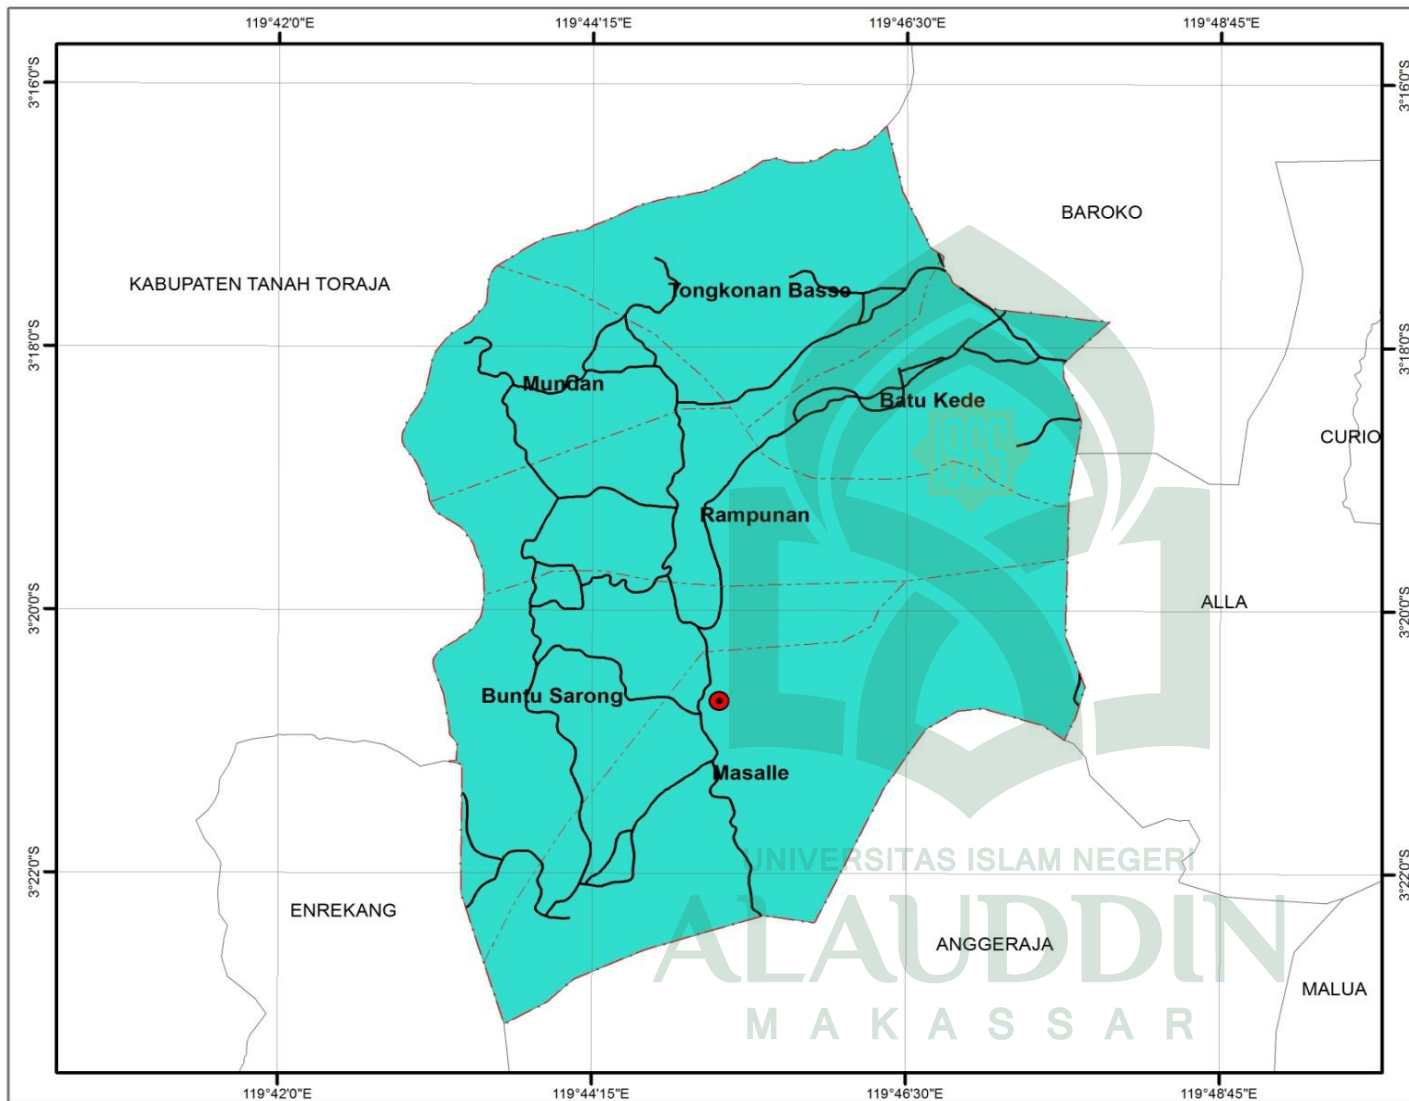 119°42'0"E
119°44'15"E
119°46'30"E
119°48'45"E
3°16'0"S
3°16'0"S
BAROKO
KABUPATEN TANAH TORAJA
Tongkonan Basse
3°18'0"S
3°18'0"S
Mundan
Batu Kede
1965
CURIO
Rampunan
ALLA
3°20'0"S
3°20'0"S
Buntu Sarong
Masalle
UNIVERSITAS ISLAM NEGERI
3°22'0"S
3°22'0"S
ENREKANG
ALAUDDIN
ANGGERAJA
MALUA
MAKASSAR
119°42'0"E
119°44'15"E
119°46'30"E
119°48'45"E